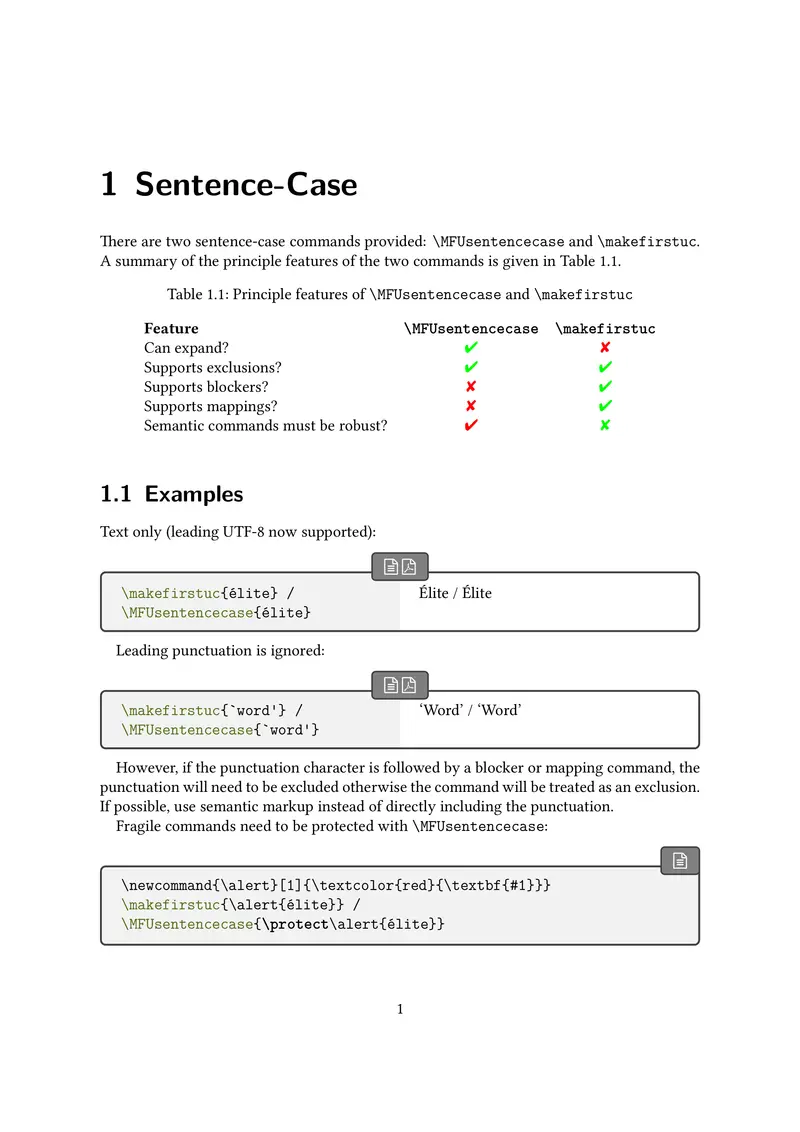 1 Sentence-Case
There are two sentence-case commands provided: \MFUsentencecase and \makefirstuc.
A summary of the principle features of the two commands is given in Table 1.1.
Table 1.1: Principle features of \MFUsentencecase and \makefirstuc
Feature \MFUsentencecase \makefirstuc
Can expand? ✔ ✘
Supports exclusions? ✔ ✔
Supports blockers? ✘ ✔
Supports mappings? ✘ ✔
Semantic commands must be robust? ✔ ✘
1.1 Examples
Text only (leading UTF-8 now supported):
\makefirstuc{élite} / Élite / Élite
\MFUsentencecase{élite}
Leading punctuation is ignored:
\makefirstuc{`word'} / ‘Word’ / ‘Word’
\MFUsentencecase{`word'}
However, if the punctuation character is followed by a blocker or mapping command, the
punctuation will need to be excluded otherwise the command will be treated as an exclusion.
If possible, use semantic markup instead of directly including the punctuation.
Fragile commands need to be protected with \MFUsentencecase:
\newcommand{\alert}[1]{\textcolor{red}{\textbf{#1}}}
\makefirstuc{\alert{élite}} /
\MFUsentencecase{\protect\alert{élite}}
1